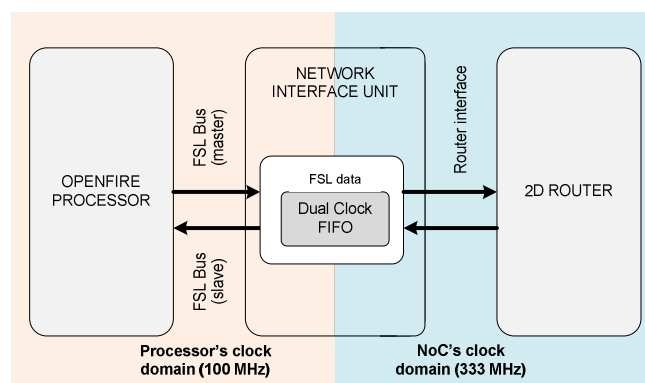 OPENFIRE
PROCESSOR
FSL Bus
(master)
FSL Bus
(slave)
NETWORK
INTERFACE UNIT
FSL data
Dual Clock
FIFO
Router interface
2D ROUTER
Processor's clock
domain (100 MHz)
NoC's clock
domain (333 MHz)